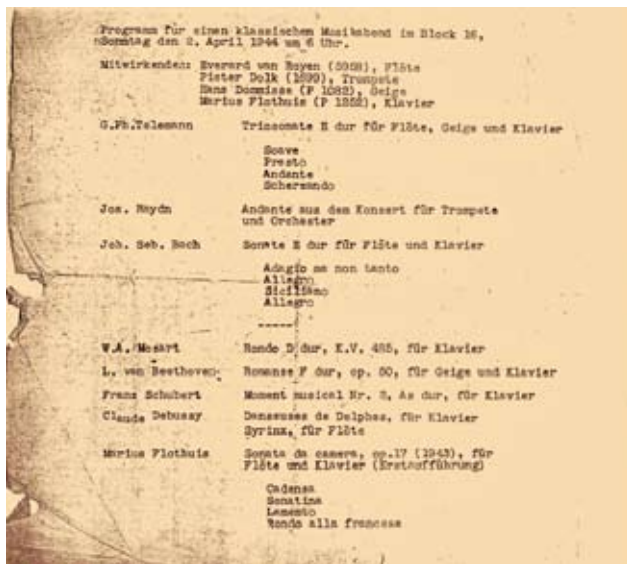 Programm für einen klassischen Musikabend im Block 16,
Sonntag den 2. April 1944 um 6 Uhr.
Mitwirkenden: Everard van Royen (5958), Flöte
Pieter Dolk (1699), Trompete
Hans Dommisse (P 1082), Geige
Marius Flothuis (P 1252), Klavier
G.Ph.Telemann Triosonate E dur für Flöte, Geige und Klavier
Soave
Presto
Andante
Scherzando
Jos. Haydn Andante aus dem Konzert für Trompete
und Orchester
Joh. Seb. Bach Sonate E dur für Flöte und Klavier
Adagio ma non tanto
Allegro
Siciliano
Allegro
-----
W.A. Mozart Rondo D dur, K.V. 485, für Klavier
L. van Beethoven Romanze F dur, op. 50, für Geige und Klavier
Franz Schubert Moment musical Nr. 2, As dur, für Klavier
Claude Debussy Danseuses de Delphes, für Klavier
Syrinx, für Flöte
Marius Flothuis Sonata da camera, op.17 (1943), für
Flöte und Klavier (Erstaufführung)
Cadenza
Sonatina
Lamento
Rondo alla francese